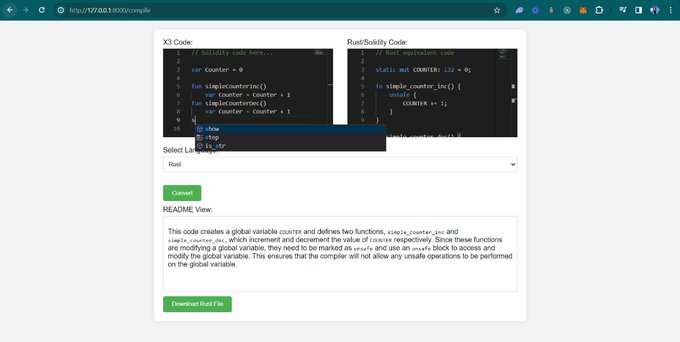 http://127.0.0.1:8000/compile
X3 Code:
1 // Solidity code here...
2
3 var Counter = 0
4
5 fun simpleCounterInc()
6 var Counter = Counter + 1
7 fun simpleCounterDec()
8 var Counter = Counter + 1
9 s
10
show
step
is_str
Rust/Solidity Code:
1 // Rust equivalent code
2
3 static mut COUNTER: i32 = 0;
4
5 fn simple_counter_inc() {
6 unsafe {
7 COUNTER += 1;
8 }
9 }
simple_counter_dec() {
Select Language:
Rust
Convert
README View:
This code creates a global variable COUNTER and defines two functions, simple_counter_inc and
simple_counter_dec, which increment and decrement the value of COUNTER respectively. Since these functions
are modifying a global variable, they need to be marked as unsafe and use an unsafe block to access and
modify the global variable. This ensures that the compiler will not allow any unsafe operations to be performed
on the global variable.
Download Rust File